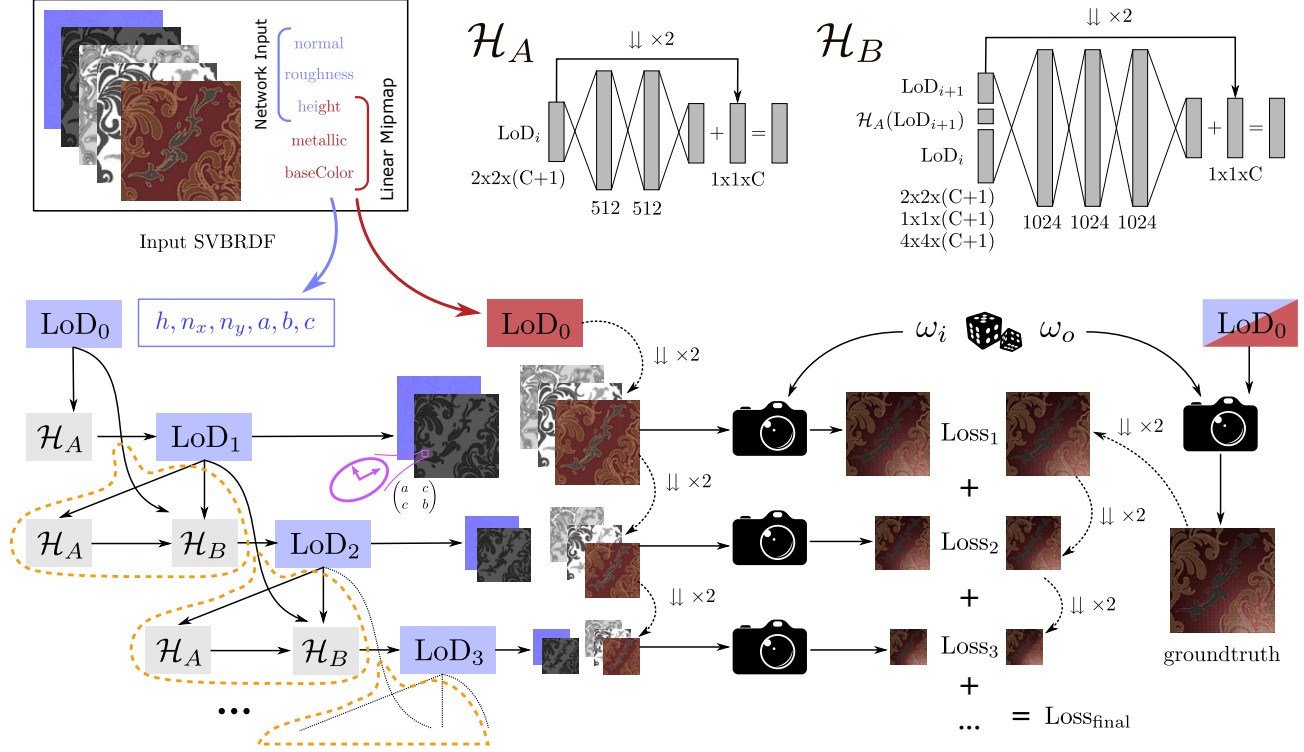 Network Input
normal
roughness
height
metallic
baseColor
Linear Mipmap
Input SVBRDF
ℋ_A
⇊ ×2
LoD_i
2x2x(C+1)
512 512
+ =
1x1xC
ℋ_B
⇊ ×2
LoD_{i+1}
ℋ_A(LoD_{i+1})
LoD_i
2x2x(C+1)
1x1x(C+1)
4x4x(C+1)
1024 1024 1024
+ =
1x1xC
LoD_0
h, n_x, n_y, a, b, c
LoD_0
⇊ ×2
ω_i
ω_o
LoD_0
ℋ_A
LoD_1
Loss_1
⇊ ×2
a c
c b
⇊ ×2
+
⇊ ×2
ℋ_A
ℋ_B
LoD_2
Loss_2
⇊ ×2
+
⇊ ×2
ℋ_A
ℋ_B
LoD_3
Loss_3
groundtruth
+
...
... = Loss_final